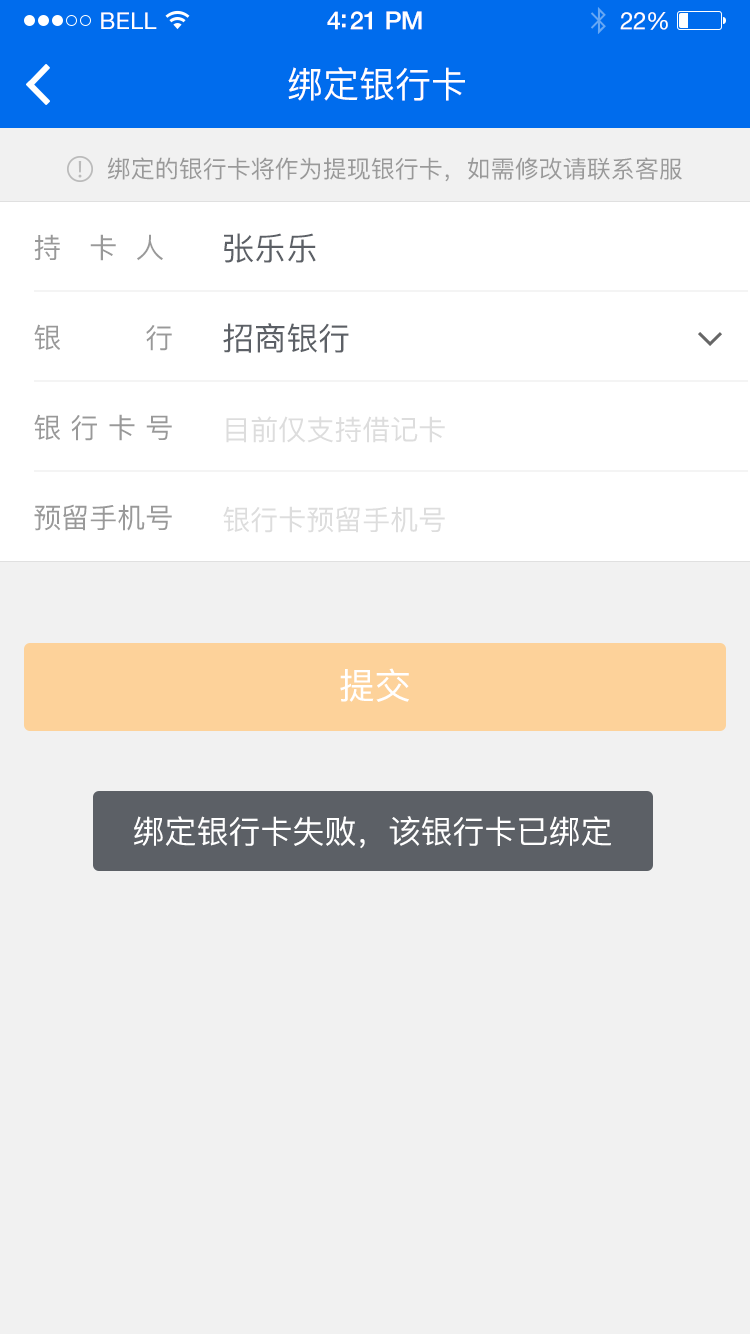 BELL 4:21 PM 22%
绑定银行卡
绑定的银行卡将作为提现银行卡，如需修改请联系客服
持卡人 张乐乐
银行 招商银行
银行卡号 目前仅支持借记卡
预留手机号 银行卡预留手机号
提交
绑定银行卡失败，该银行卡已绑定